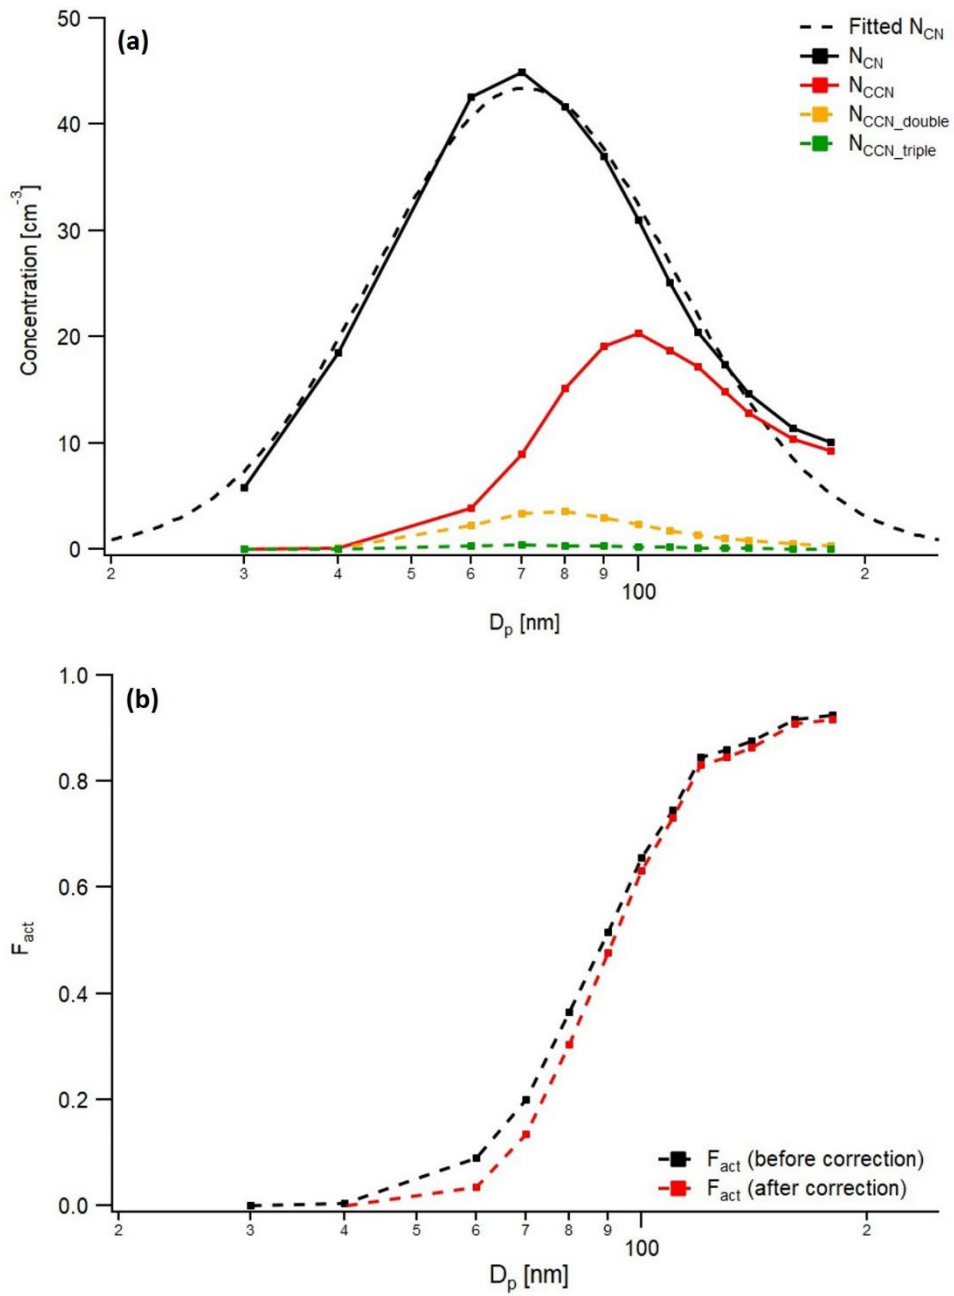 (a)
50
40
30
20
10
0
Concentration [cm-3]
Fitted NCN
NCN
NCCN
NCCN_double
NCCN_triple
2 3 4 5 6 7 8 9 100 2
Dp [nm]
(b)
1.0
0.8
0.6
0.4
0.2
0.0
Fact
Fact (before correction)
Fact (after correction)
2 3 4 5 6 7 8 9 100 2
Dp [nm]